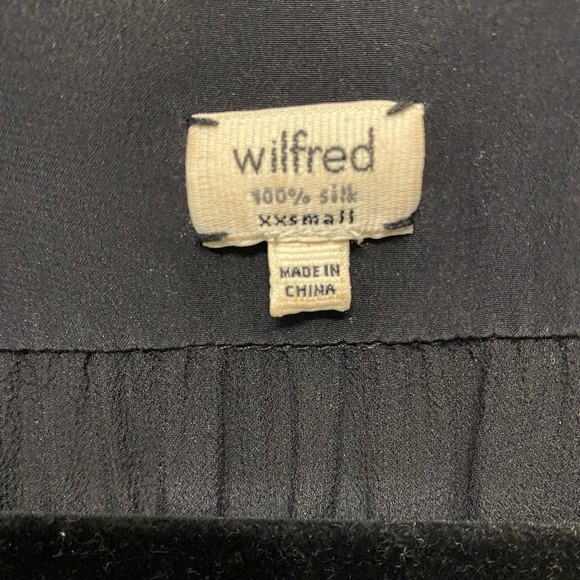 wilfred
100% silk
xxsmall
MADE IN
CHINA